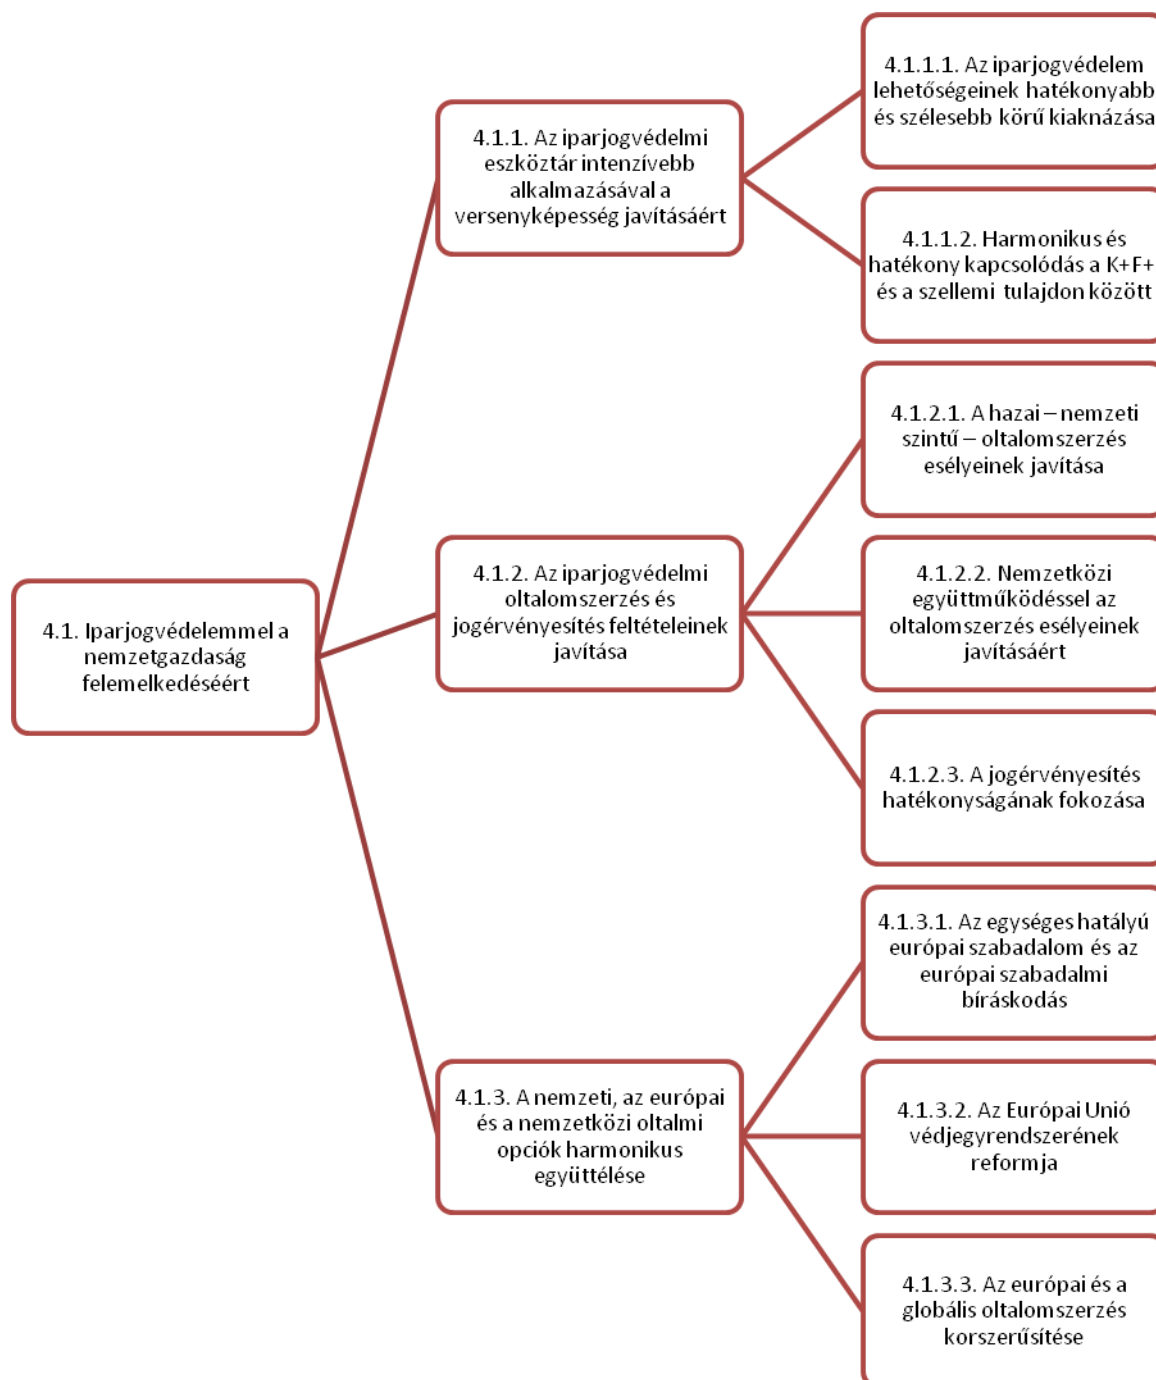 4.1. Iparjogvédelemmel a
nemzetgazdaság
felemelkedéséért
4.1.1. Az iparjogvédelmi
eszköztár intenzívebb
alkalmazásával a
versenyképesség javításáért
4.1.1.1. Az iparjogvédelem
lehetőségeinek hatékonyabb
és szélesebb körű kiaknázása
4.1.1.2. Harmonikus és
hatékony kapcsolódás a K+F+
és a szellemi tulajdon között
4.1.2. Az iparjogvédelmi
oltalomszerzés és
jogérvényesítés feltételeinek
javítása
4.1.2.1. A hazai – nemzeti
szintű – oltalomszerzés
esélyeinek javítása
4.1.2.2. Nemzetközi
együttműködéssel az
oltalomszerzés esélyeinek
javításáért
4.1.2.3. A jogérvényesítés
hatékonyságának fokozása
4.1.3. A nemzeti, az európai
és a nemzetközi oltalmi
opciók harmonikus
együttélése
4.1.3.1. Az egységes hatályú
európai szabadalom és az
európai szabadalmi
bíráskodás
4.1.3.2. Az Európai Unió
védjegyrendszerének
reformja
4.1.3.3. Az európai és a
globális oltalomszerzés
korszerűsítése